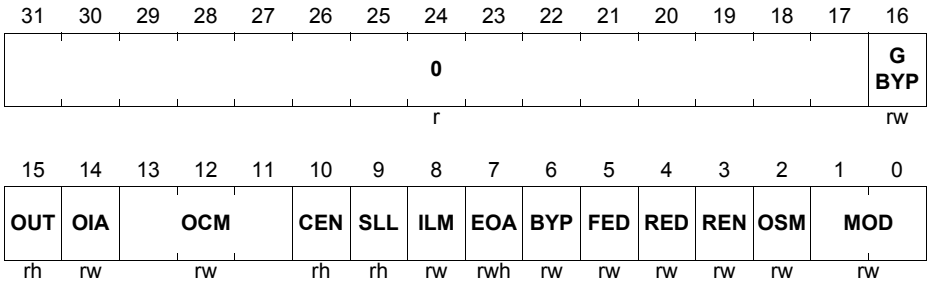 31 30 29 28 27 26 25 24 23 22 21 20 19 18 17 16
0 G BYP
r rw
15 14 13 12 11 10 9 8 7 6 5 4 3 2 1 0
OUT OIA OCM CEN SLL ILM EOA BYP FED RED REN OSM MOD
rh rw rw rh rh rw rwh rw rw rw rw rw rw